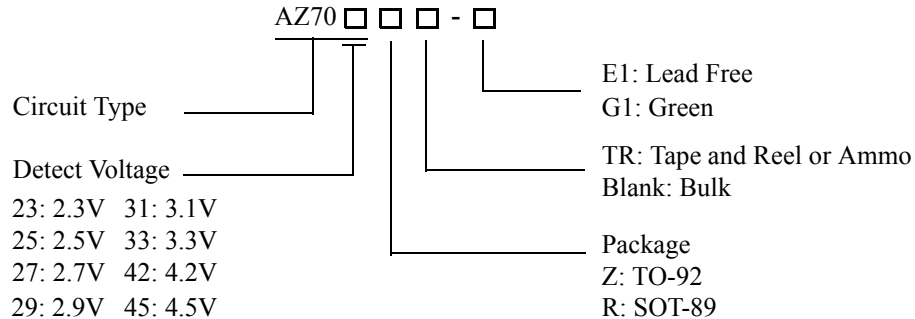 AZ70 □ □ □ - □
Circuit Type
Detect Voltage
23: 2.3V 31: 3.1V
25: 2.5V 33: 3.3V
27: 2.7V 42: 4.2V
29: 2.9V 45: 4.5V
E1: Lead Free
G1: Green
TR: Tape and Reel or Ammo
Blank: Bulk
Package
Z: TO-92
R: SOT-89